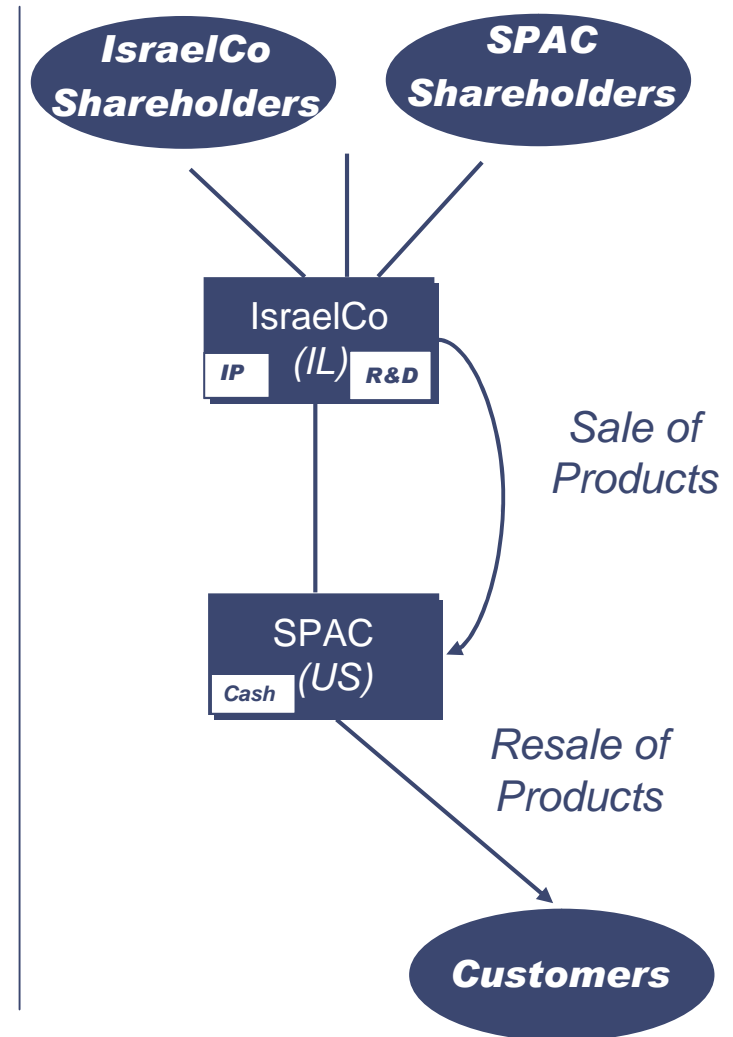 IsraelCo
Shareholders
SPAC
Shareholders
IsraelCo
(IL)
IP
R&D
Sale of
Products
SPAC
(US)
Cash
Resale of
Products
Customers